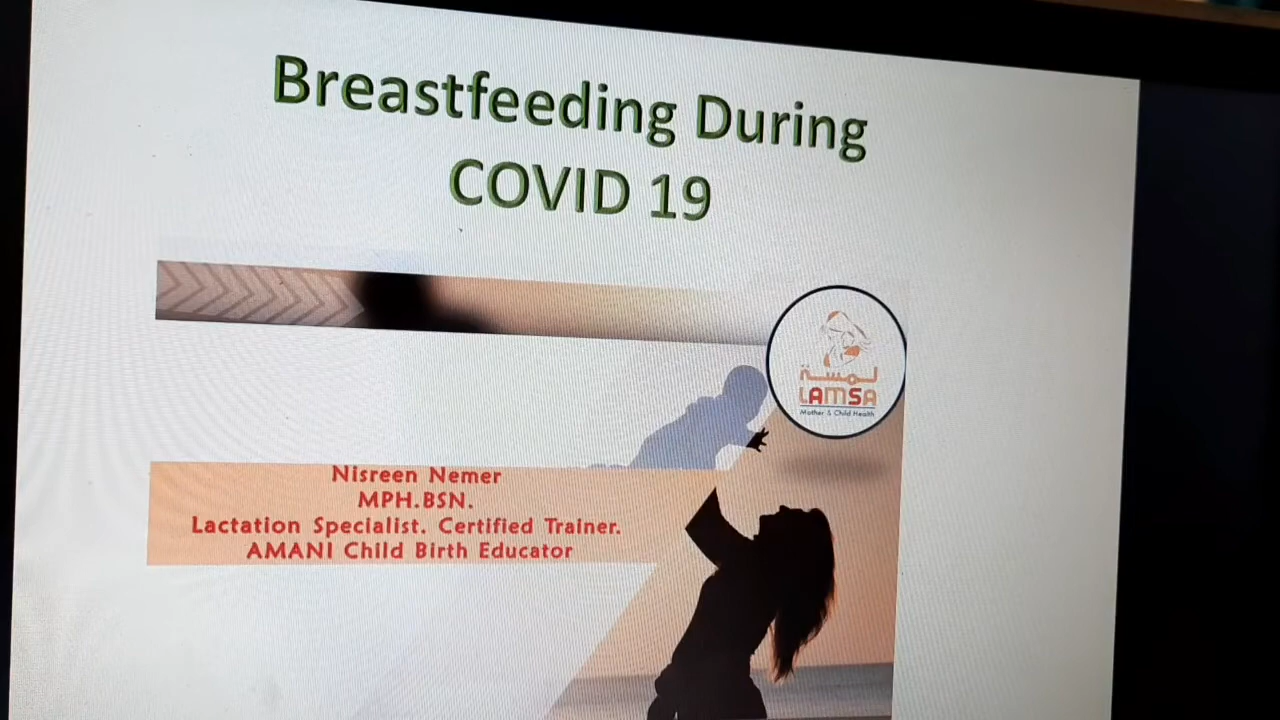 Breastfeeding During
COVID 19
لمسة
LAMSA
Mother & Child Health
Nisreen Nemer
MPH.BSN.
Lactation Specialist. Certified Trainer.
AMANI Child Birth Educator